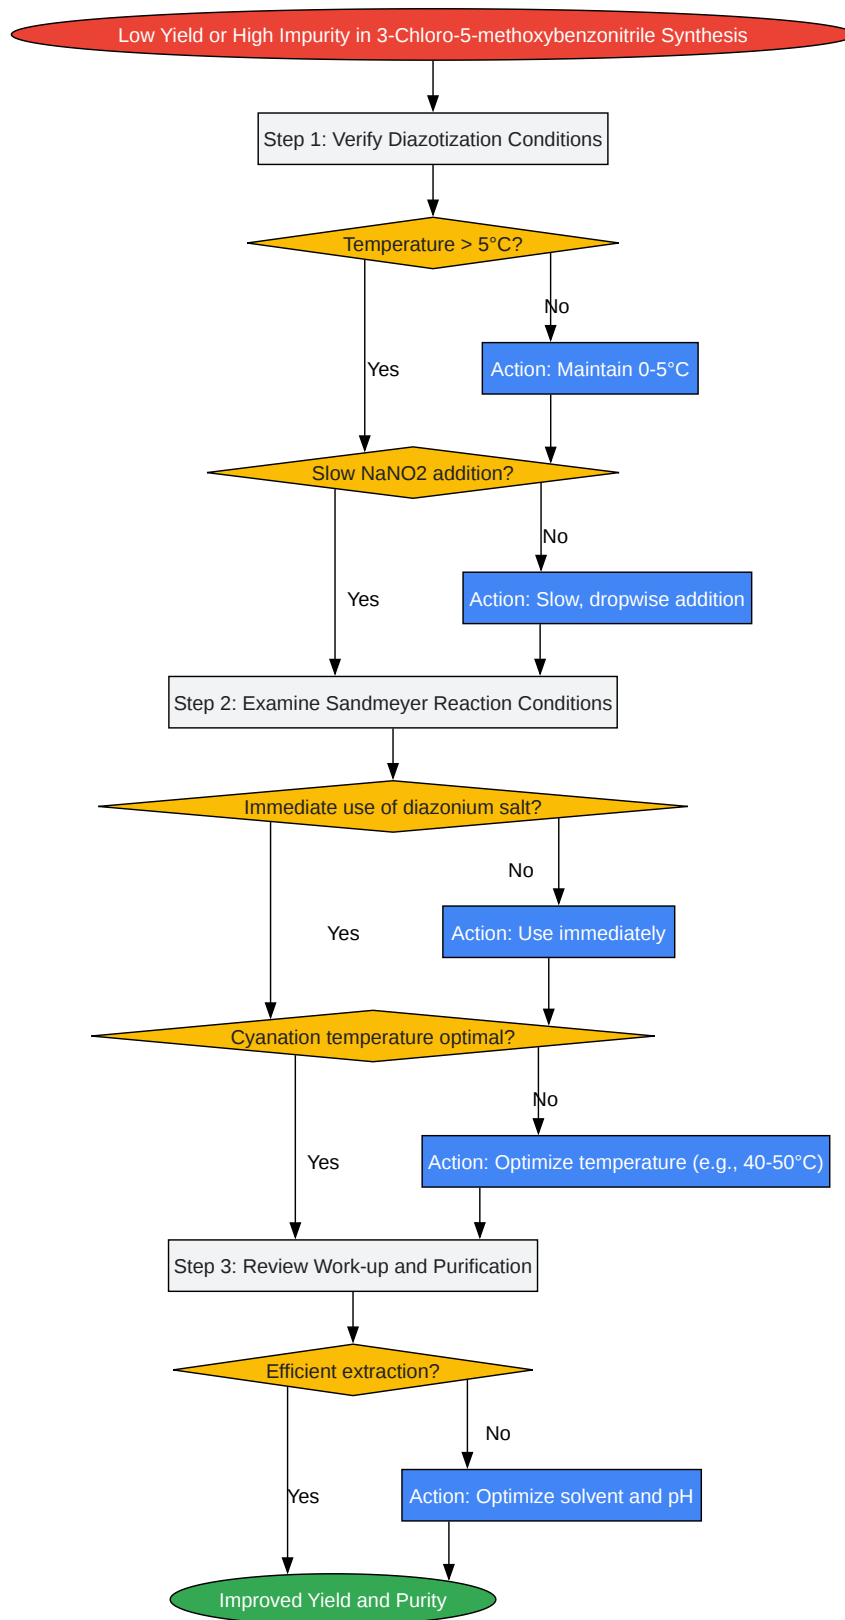 Low Yield or High Impurity in 3-Chloro-5-methoxybenzonitrile Synthesis
Step 1: Verify Diazotization Conditions
Temperature > 5°C?
No
Yes
Action: Maintain 0-5°C
Slow NaNO2 addition?
No
Yes
Action: Slow, dropwise addition
Step 2: Examine Sandmeyer Reaction Conditions
Immediate use of diazonium salt?
No
Yes
Action: Use immediately
Cyanation temperature optimal?
No
Yes
Action: Optimize temperature (e.g., 40-50°C)
Step 3: Review Work-up and Purification
Efficient extraction?
No
Yes
Action: Optimize solvent and pH
Improved Yield and Purity